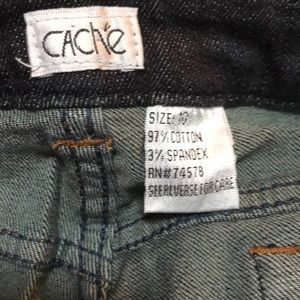 CAChé
SIZE: 10
97% COTTON
3% SPANDEX
RN# 74578
SEE REVERSE FOR CARE